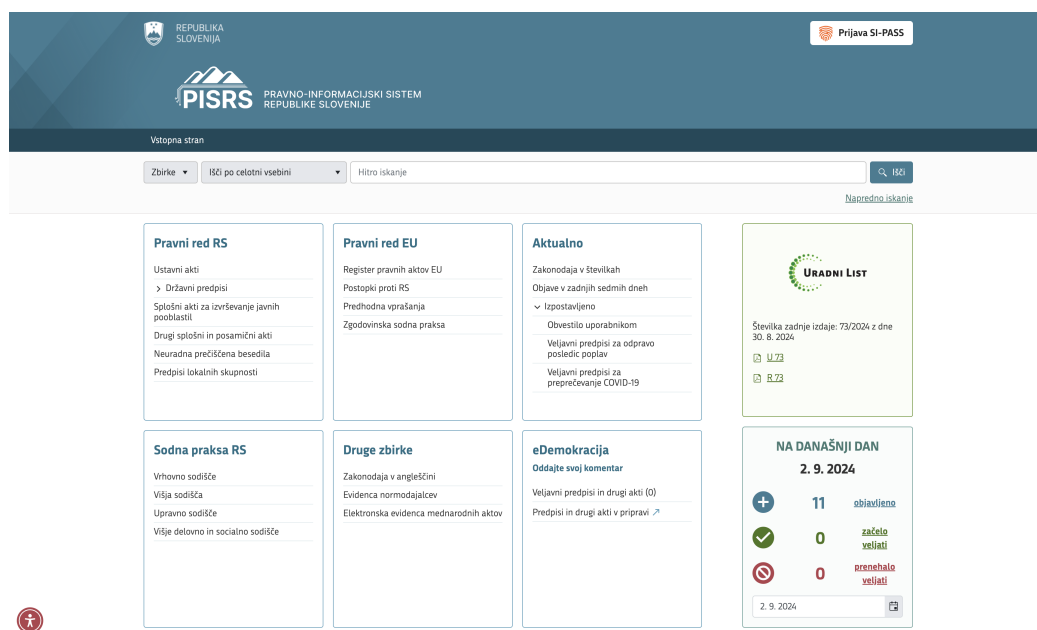 REPUBLIKA
SLOVENIJA
Prijava SI-PASS
PISRS
PRAVNO-INFORMACIJSKI SISTEM
REPUBLIKE SLOVENIJE
Vstopna stran
Zbirke
Išči po celotni vsebini
Hitro iskanje
Išči
Napredno iskanje
Pravni red RS
Ustavni akti
Državni predpisi
Splošni akti za izvrševanje javnih
pooblastil
Drugi splošni in posamični akti
Neuradna prečiščena besedila
Predpisi lokalnih skupnosti
Pravni red EU
Register pravnih aktov EU
Postopki proti RS
Predhodna vprašanja
Zgodovinska sodna praksa
Aktualno
Zakonodaja v številkah
Objave v zadnjih sedmih dneh
Izpostavljeno
Obvestilo uporabnikom
Veljavni predpisi za odpravo
posledic poplav
Veljavni predpisi za
preprečevanje COVID-19
URADNI LIST
Številka zadnje izdaje: 73/2024 z dne
30. 8. 2024
U 73
R 73
Sodna praksa RS
Vrhovno sodišče
Višja sodišča
Upravno sodišče
Višje delovno in socialno sodišče
Druge zbirke
Zakonodaja v angleščini
Evidenca normodajalcev
Elektronska evidenca mednarodnih aktov
eDemokracija
Oddajte svoj komentar
Veljavni predpisi in drugi akti (0)
Predpisi in drugi akti v pripravi
NA DANAŠNJI DAN
2. 9. 2024
11 objavljeno
0 začelo
veljati
0 prenehalo
veljati
2. 9. 2024